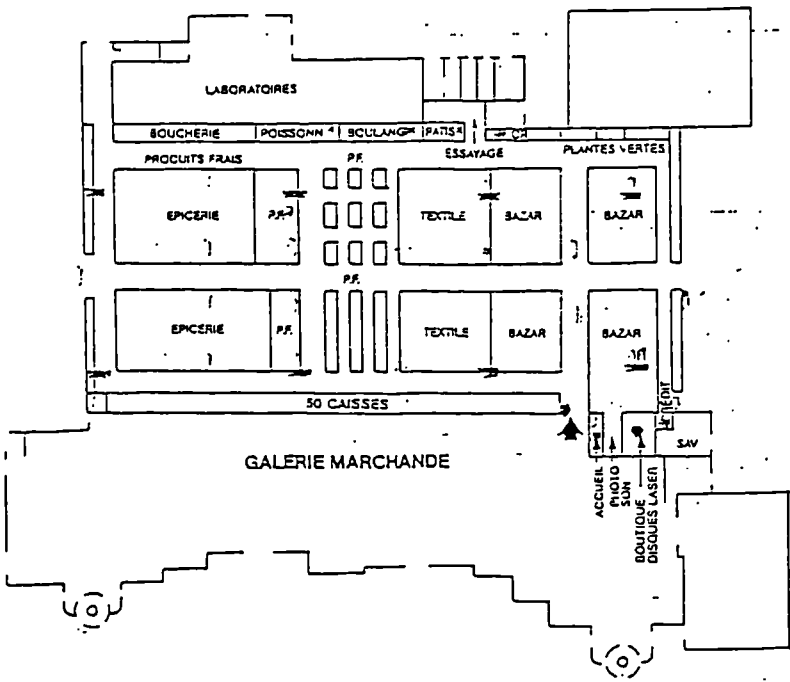 LABORATOIRES
BOUCHERIE POISSONN BOULANG PATIS
PRODUITS FRAIS P.F. ESSAYAGE PLANTES VERTES
EPICERIE P.F. TEXTILE BAZAR BAZAR
P.F.
EPICERIE P.F. TEXTILE BAZAR BAZAR
50 CAISSES
CREDIT
SAV
GALERIE MARCHANDE
ACCUEIL
PHOTO
SON
BOUTIQUE
DISQUES LASER